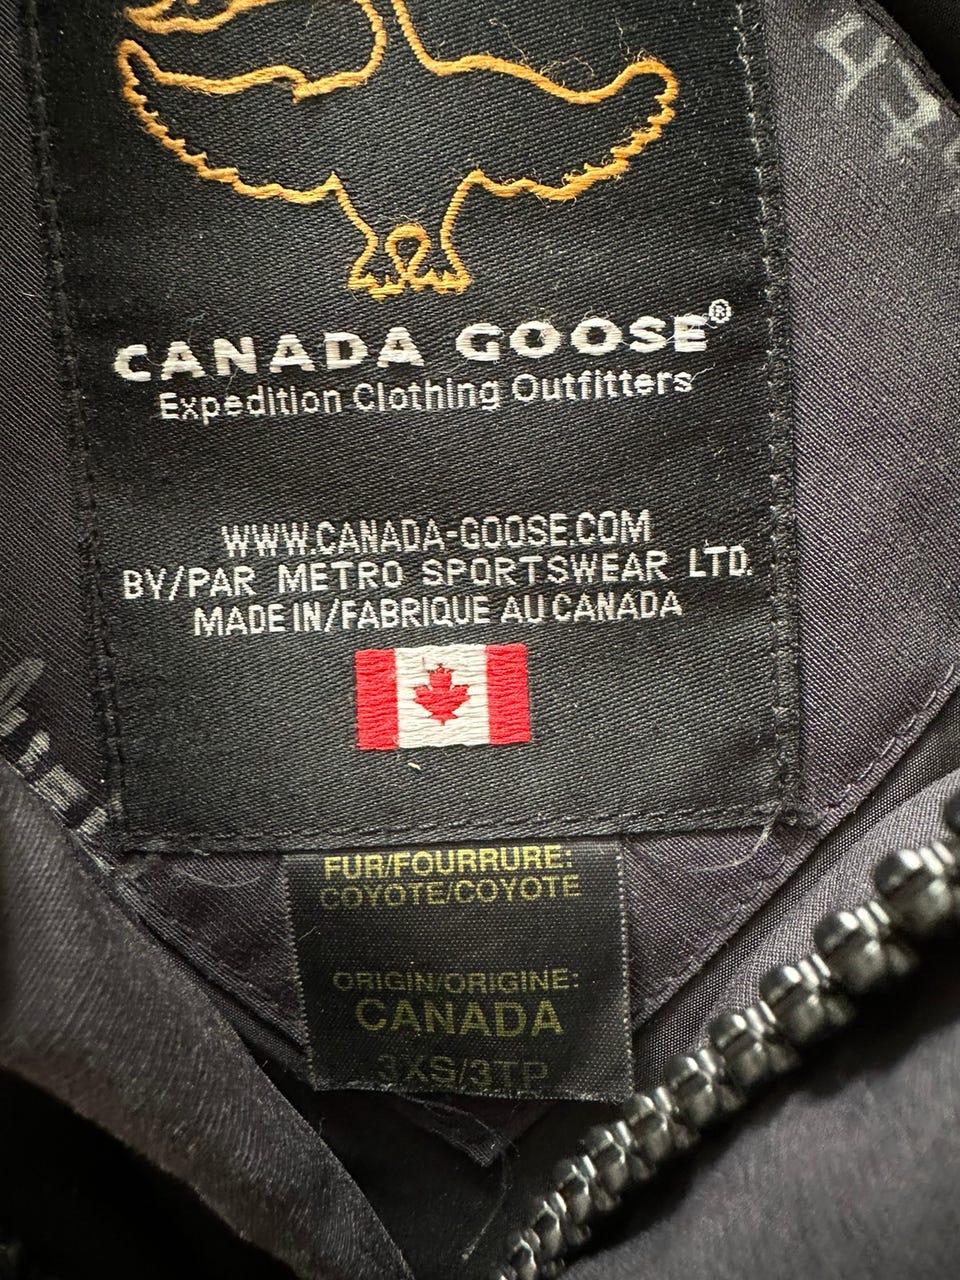 CANADA GOOSE®
Expedition Clothing Outfitters
WWW.CANADA-GOOSE.COM
BY/PAR METRO SPORTSWEAR LTD.
MADE IN/FABRIQUE AU CANADA
FUR/FOURRURE:
COYOTE/COYOTE
ORIGIN/ORIGINE:
CANADA
3XS/3TP